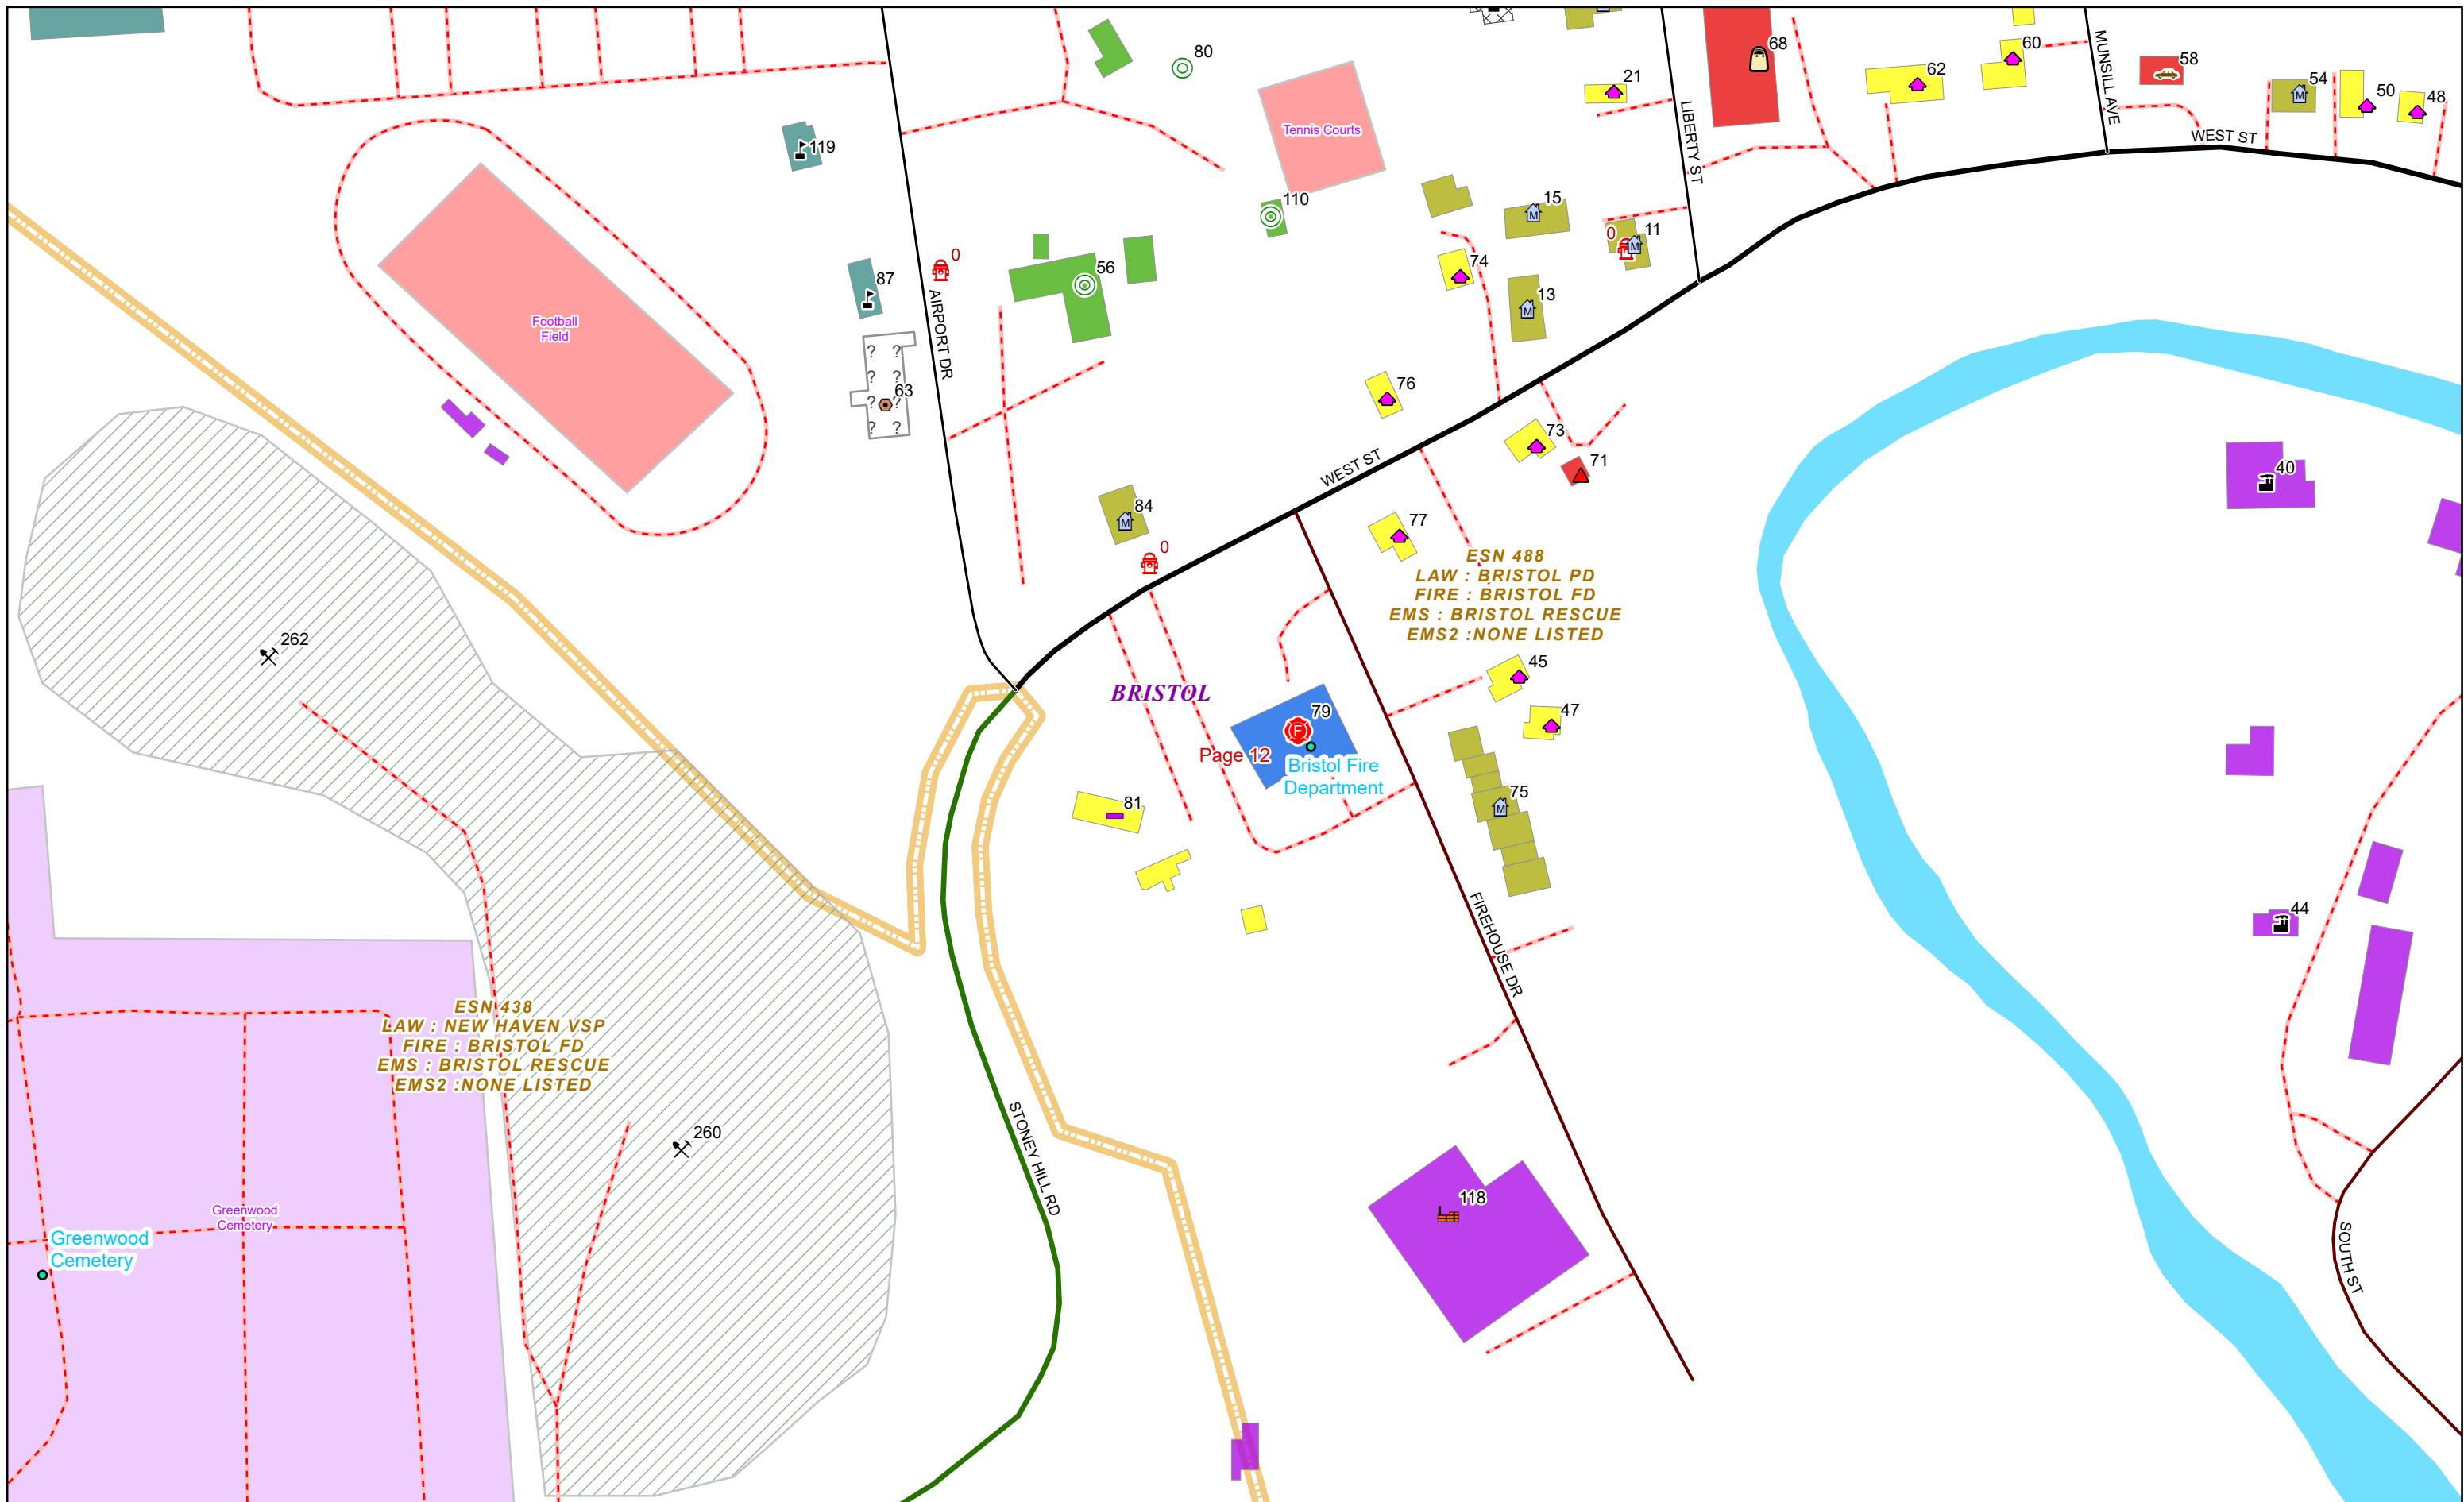 80
68
60
62
58
MUNSILL AVE
54
50
48
21
LIBERTY ST
WEST ST
Tennis Courts
119
110
15
11
0
M
M
M
74
13
M
0
56
87
AIRPORT DR
Football
Field
? ?
? ?
? ?
? ?
63
76
73
71
WEST ST
40
84
M
77
0
ESN 488
LAW : BRISTOL PD
FIRE : BRISTOL FD
EMS : BRISTOL RESCUE
EMS2 :NONE LISTED
262
45
BRISTOL
47
79
F
Page 12
Bristol Fire
Department
75
M
81
44
FIREHOUSE DR
ESN 438
LAW : NEW HAVEN VSP
FIRE : BRISTOL FD
EMS : BRISTOL RESCUE
EMS2 :NONE LISTED
260
STONEY HILL RD
118
Greenwood
Cemetery
Greenwood
Cemetery
SOUTH ST